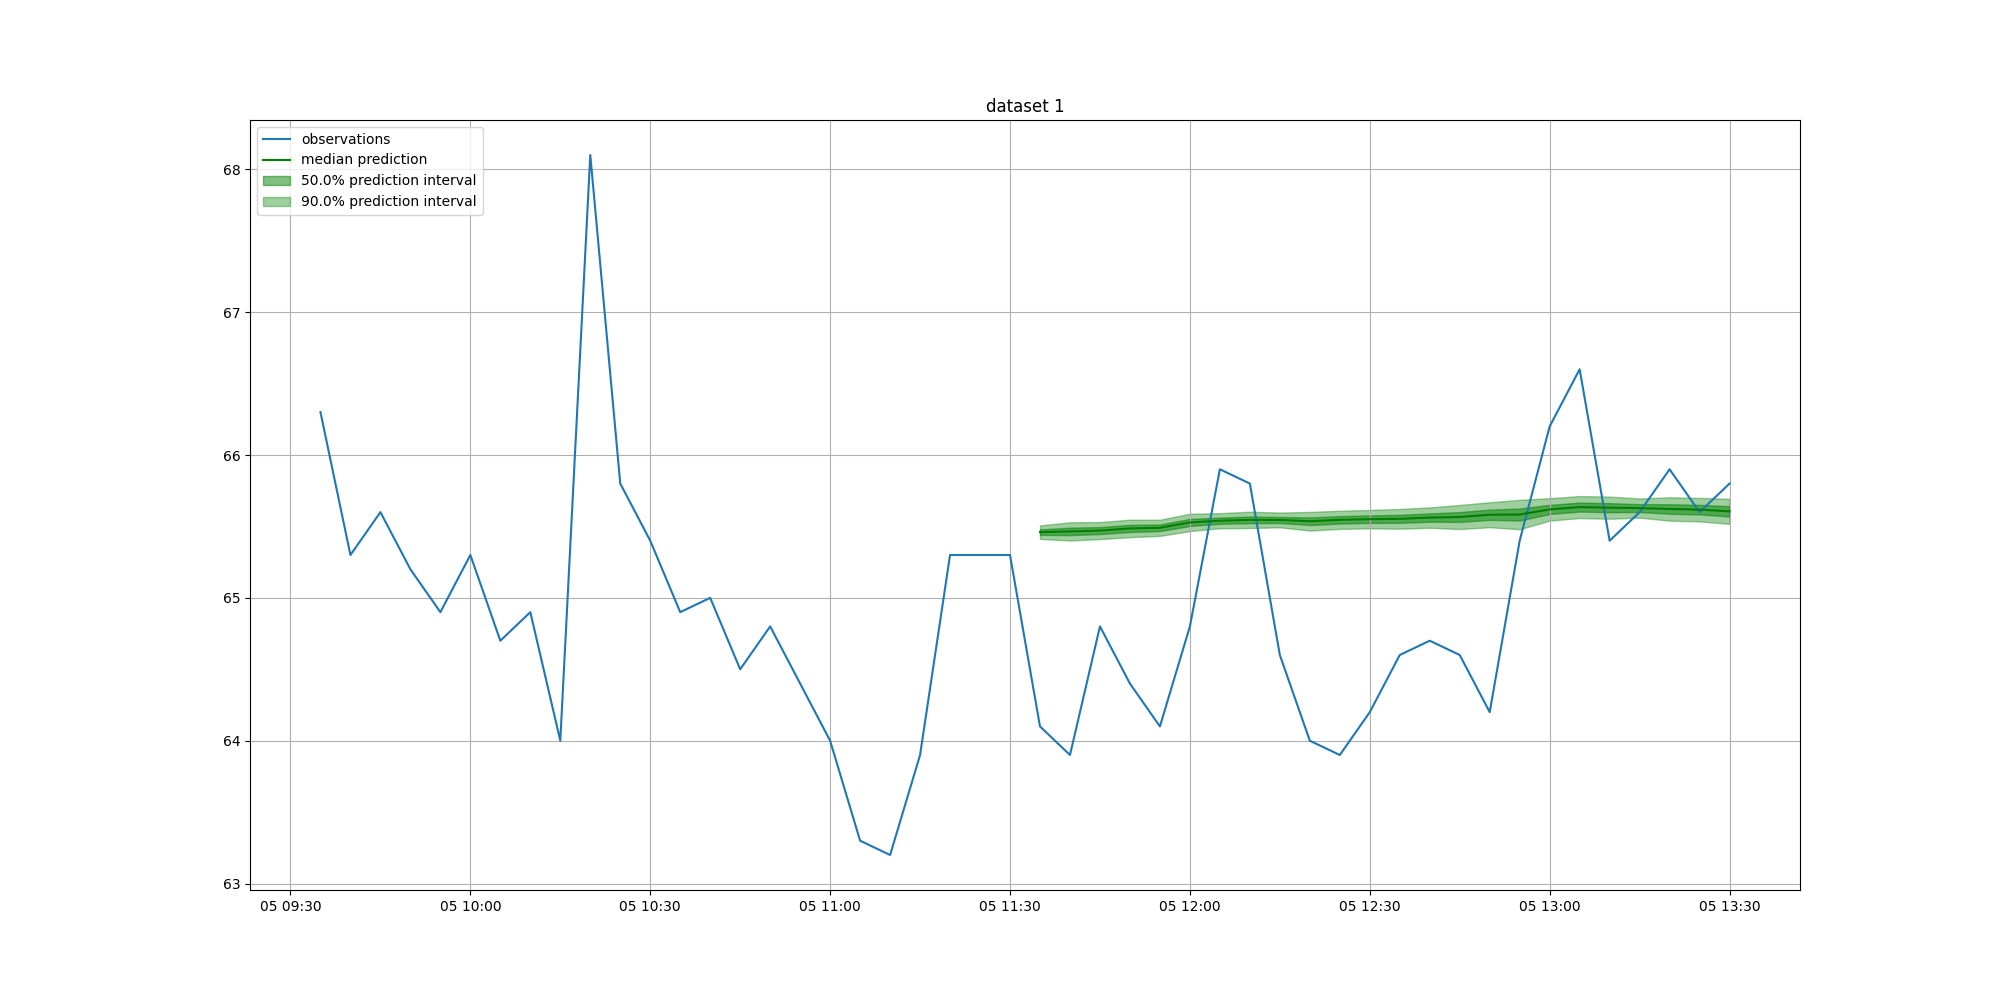 dataset 1
observations
median prediction
50.0% prediction interval
90.0% prediction interval
68
67
66
65
64
63
05 09:30 05 10:00 05 10:30 05 11:00 05 11:30 05 12:00 05 12:30 05 13:00 05 13:30